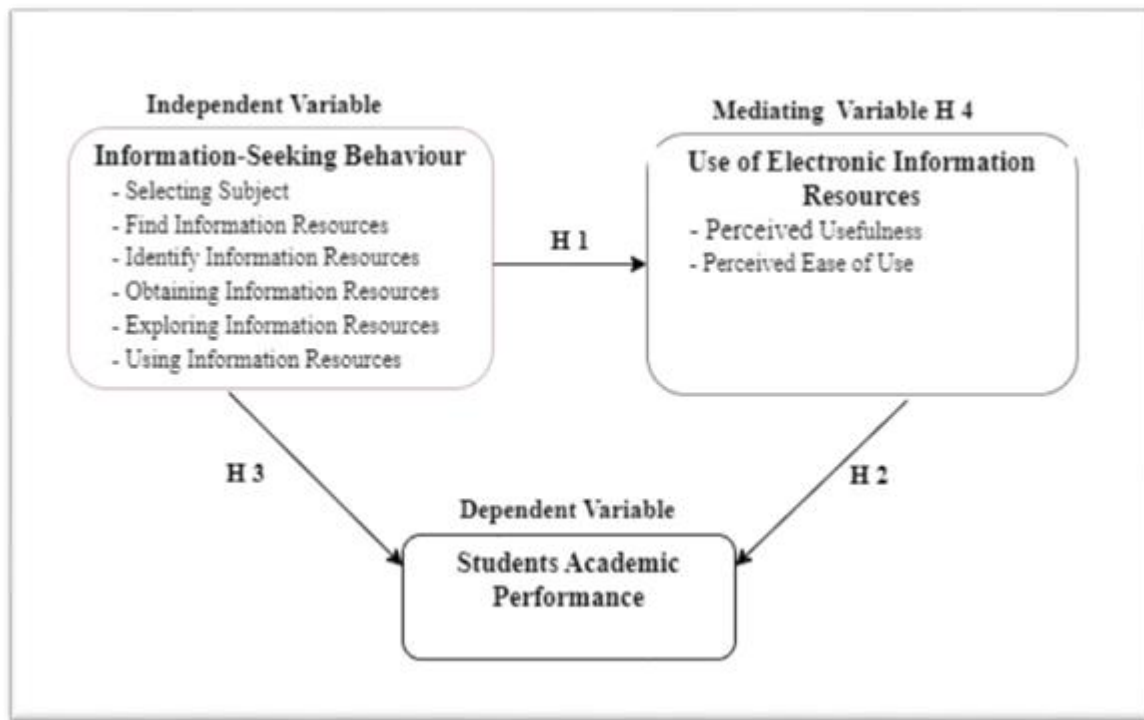 Independent Variable
Information-Seeking Behaviour
- Selecting Subject
- Find Information Resources
- Identify Information Resources
- Obtaining Information Resources
- Exploring Information Resources
- Using Information Resources
H 1
Mediating Variable H 4
Use of Electronic Information
Resources
- Perceived Usefulness
- Perceived Ease of Use
H 3
H 2
Dependent Variable
Students Academic
Performance